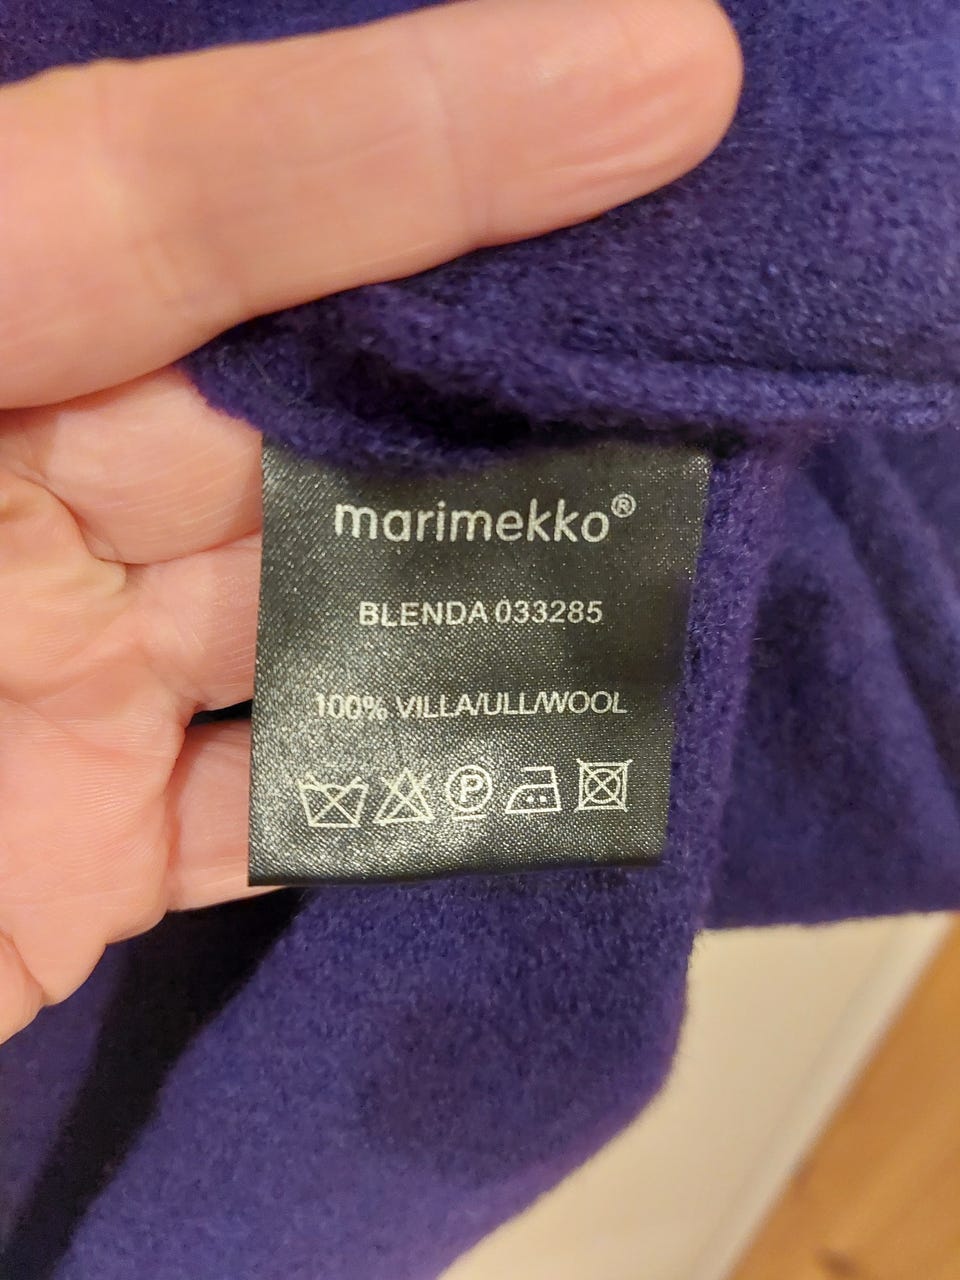 marimekko®
BLENDA 033285
100% VILLA/ULL/WOOL
P